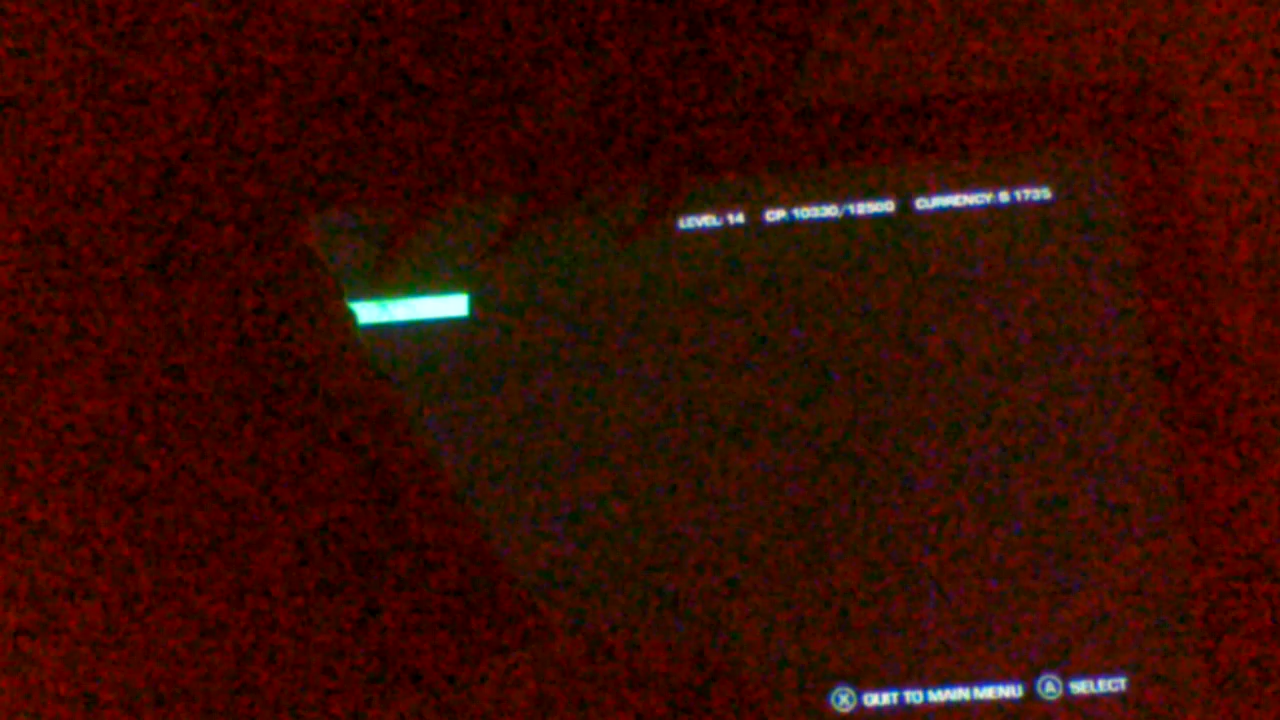 LEVEL: 14 CP: 10330/12500 CURRENCY: $ 1735
X QUIT TO MAIN MENU A SELECT